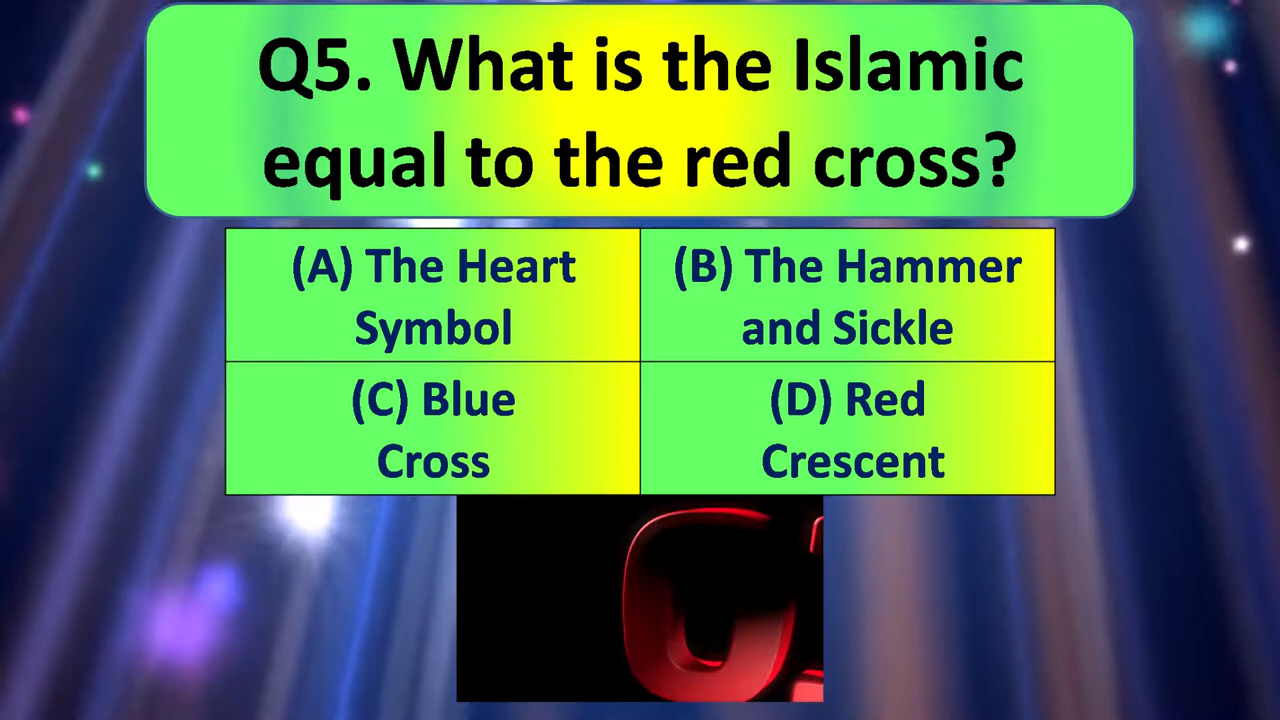 Q5. What is the Islamic
equal to the red cross?
(A) The Heart
Symbol
(B) The Hammer
and Sickle
(C) Blue
Cross
(D) Red
Crescent